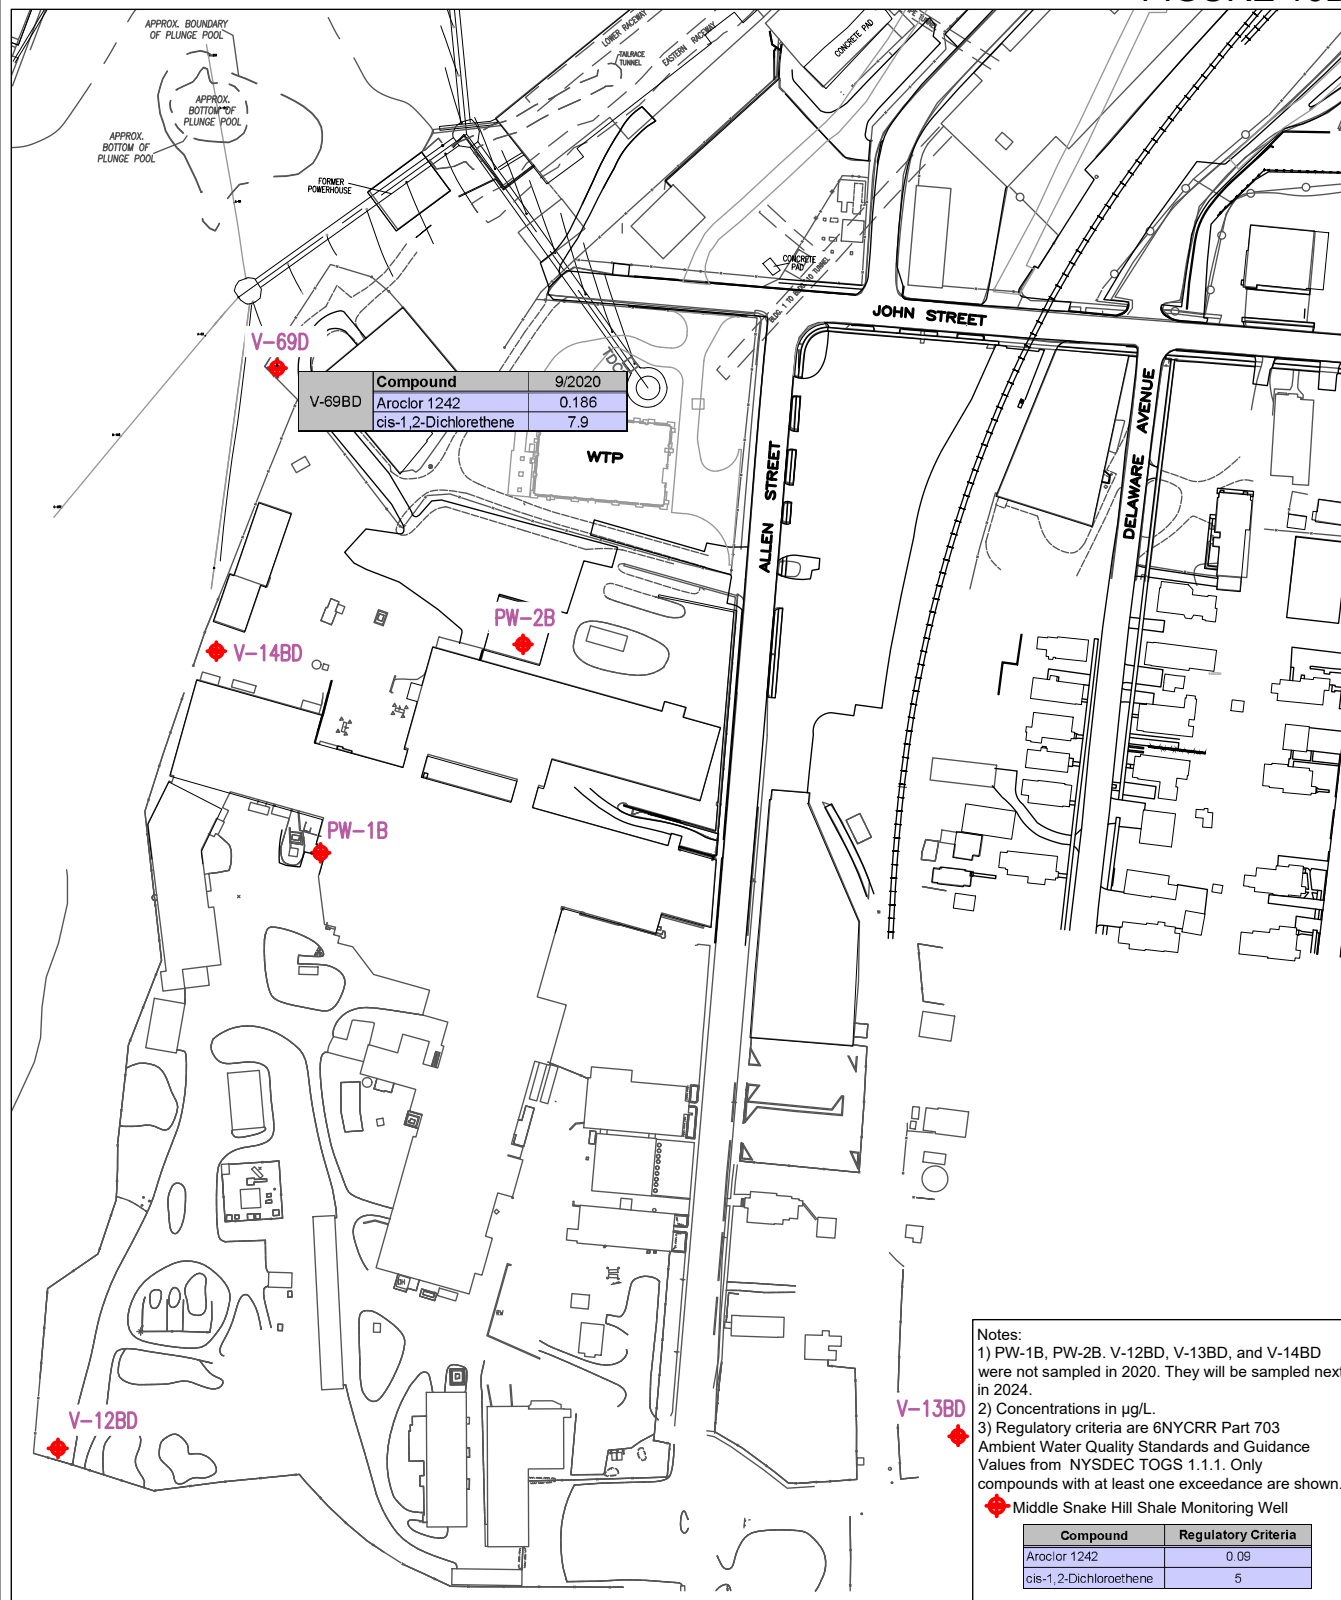 APPROX. BOUNDARY
OF PLUNGE POOL
APPROX.
BOTTOM OF
PLUNGE POOL
APPROX.
BOTTOM OF
PLUNGE POOL
FORMER
POWERHOUSE
LOWER RACEWAY
TAILRACE
TUNNEL
EASTERN RACEWAY
CONCRETE PAD
CONCRETE
PAD
JOHN STREET
V-69D
V-69BD
Compound 9/2020
Aroclor 1242 0.186
cis-1,2-Dichlorethene 7.9
WTP
ALLEN STREET
DELAWARE AVENUE
PW-2B
V-14BD
PW-1B
V-12BD
V-13BD
Notes:
1) PW-1B, PW-2B. V-12BD, V-13BD, and V-14BD
were not sampled in 2020. They will be sampled next
in 2024.
2) Concentrations in µg/L.
3) Regulatory criteria are 6NYCRR Part 703
Ambient Water Quality Standards and Guidance
Values from NYSDEC TOGS 1.1.1. Only
compounds with at least one exceedance are shown.
Middle Snake Hill Shale Monitoring Well
Compound Regulatory Criteria
Aroclor 1242 0.09
cis-1,2-Dichloroethene 5